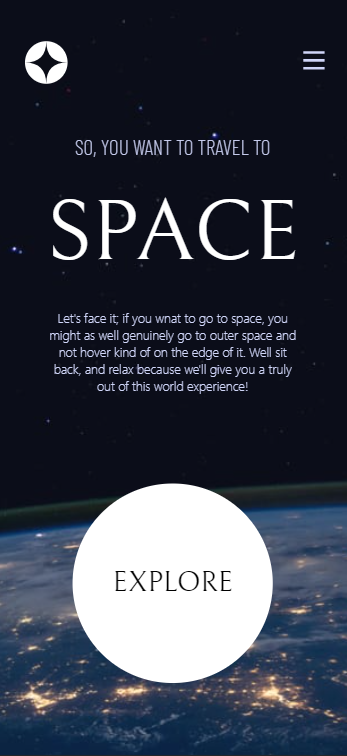 SO, YOU WANT TO TRAVEL TO
SPACE
Let's face it; if you wnat to go to space, you
might as well genuinely go to outer space and
not hover kind of on the edge of it. Well sit
back, and relax because we'll give you a truly
out of this world experience!
EXPLORE